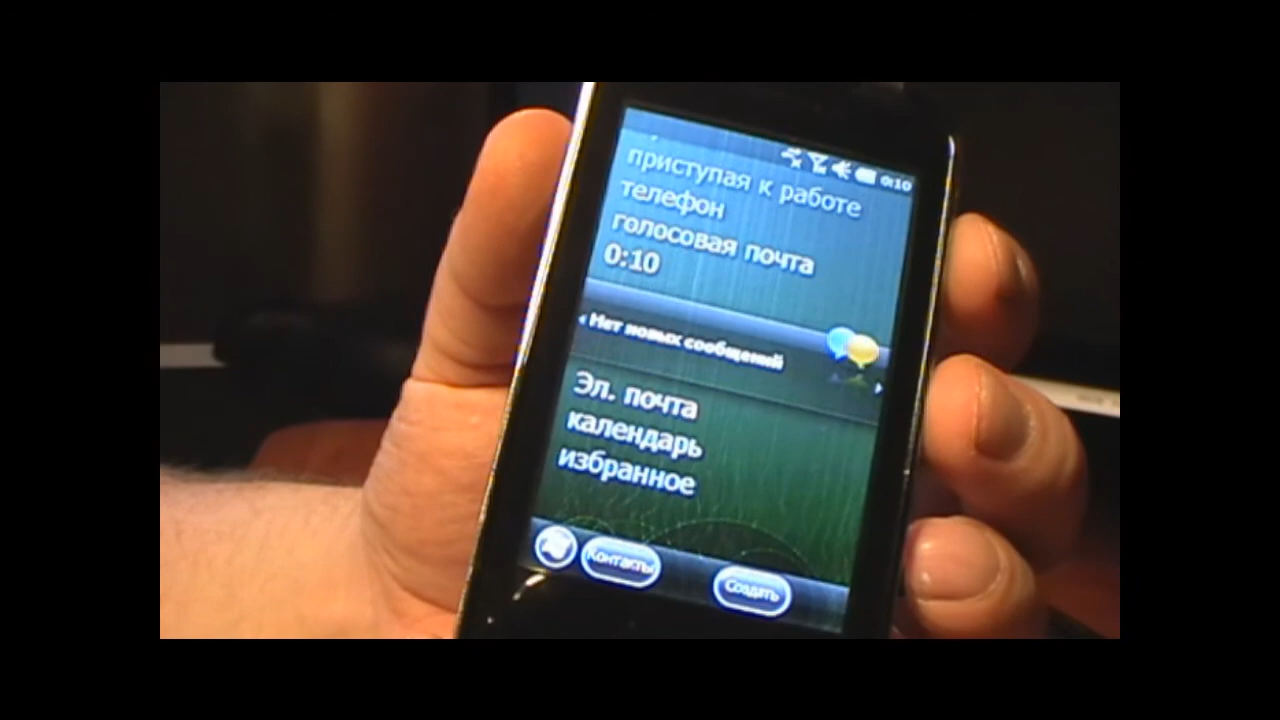 0:10
приступая к работе
телефон
голосовая почта
0:10
Нет новых сообщений
Эл. почта
календарь
избранное
Контакты
Создать